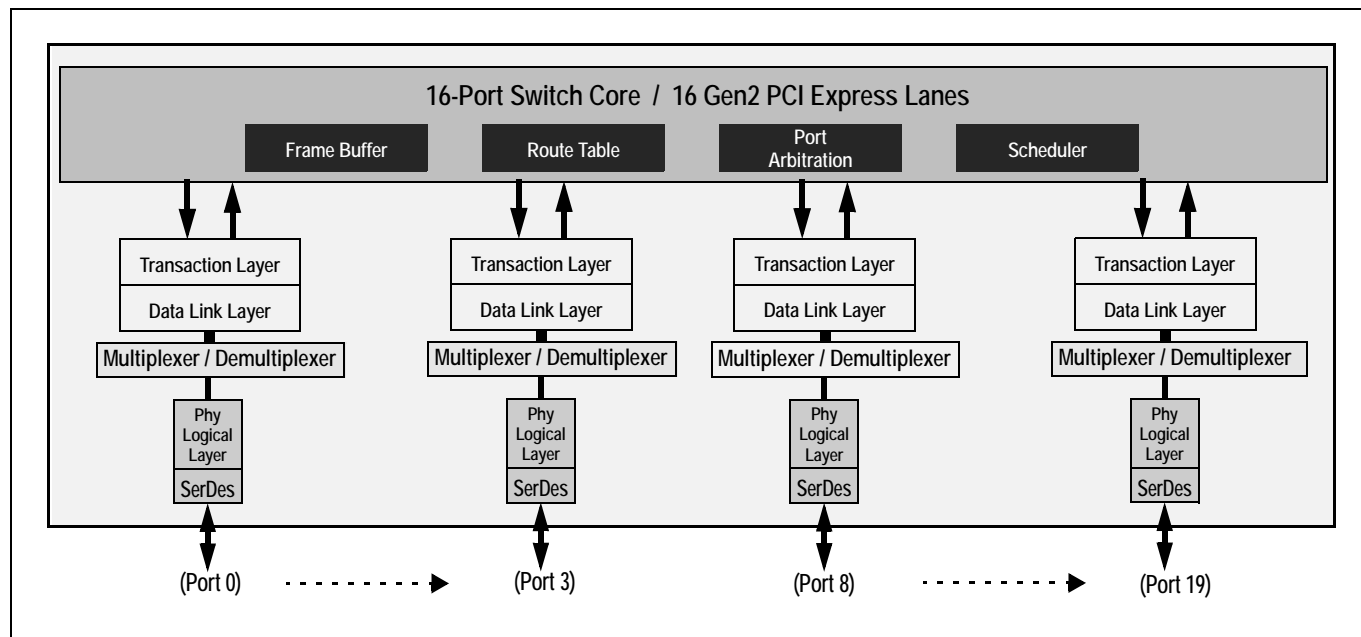 16-Port Switch Core / 16 Gen2 PCI Express Lanes
Frame Buffer
Route Table
Port
Arbitration
Scheduler
Transaction Layer
Transaction Layer
Transaction Layer
Transaction Layer
Data Link Layer
Data Link Layer
Data Link Layer
Data Link Layer
Multiplexer / Demultiplexer
Multiplexer / Demultiplexer
Multiplexer / Demultiplexer
Multiplexer / Demultiplexer
Phy
Logical
Layer
Phy
Logical
Layer
Phy
Logical
Layer
Phy
Logical
Layer
SerDes
SerDes
SerDes
SerDes
(Port 0)
(Port 3)
(Port 8)
(Port 19)